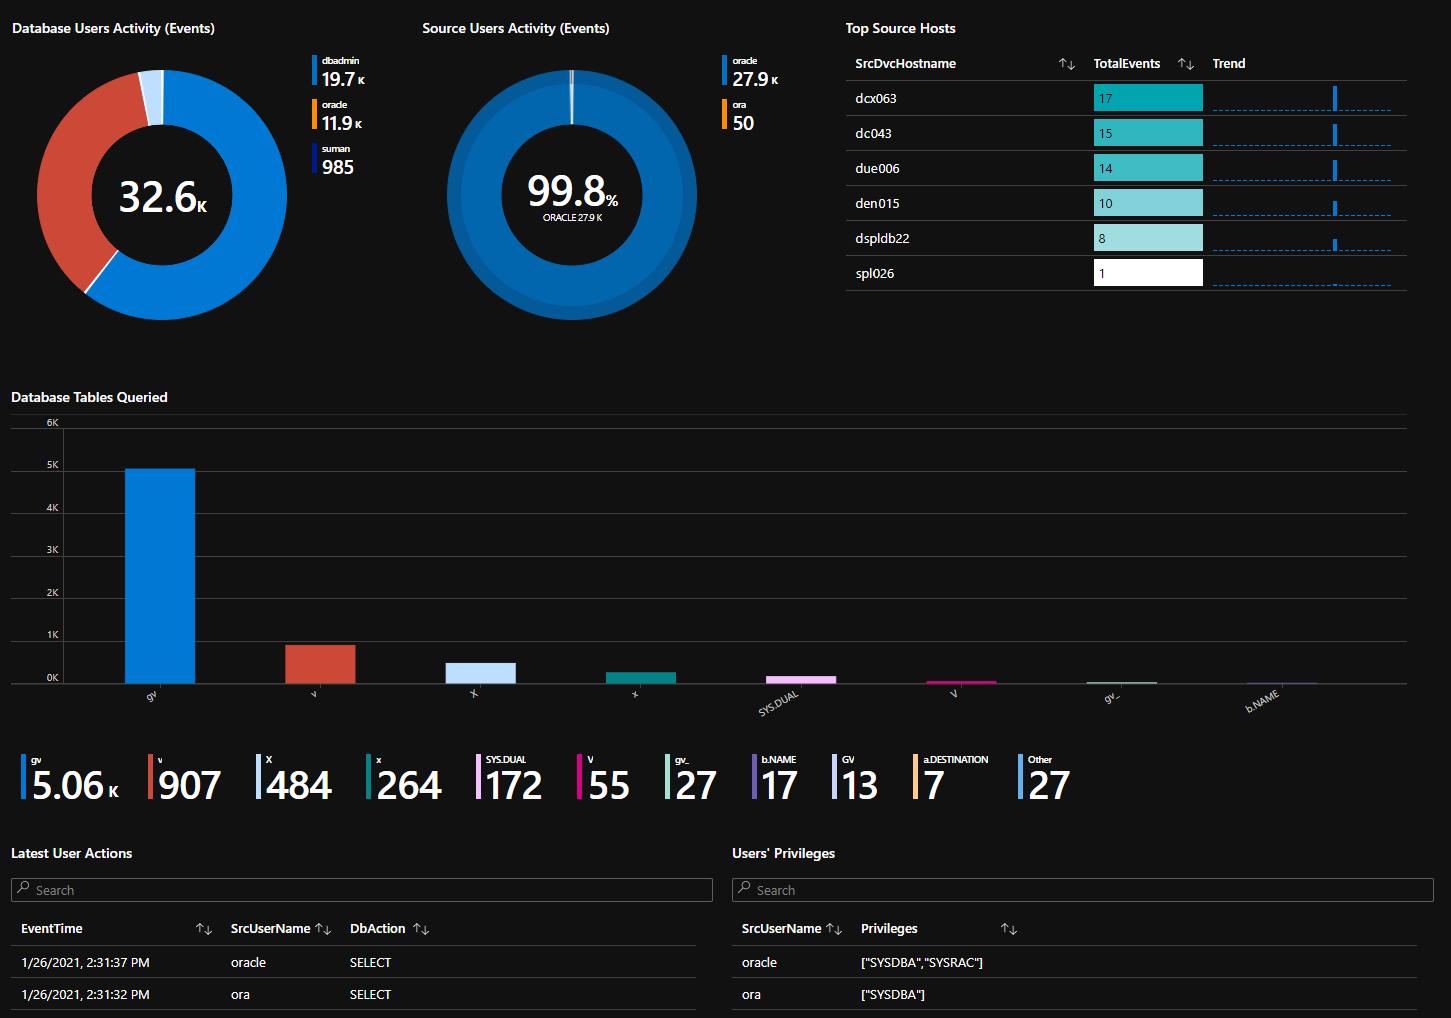 Database Users Activity (Events)
dbadmin
19.7 K
oracle
11.9 K
suman
985
32.6K
Source Users Activity (Events)
oracle
27.9 K
ora
50
99.8%
ORACLE 27.9 K
Top Source Hosts
SrcDvcHostname TotalEvents Trend
dcx063 17
dc043 15
due006 14
den015 10
dspldb22 8
spl026 1
Database Tables Queried
6K
5K
4K
3K
2K
1K
0K
gv v X x SYS.DUAL V gv_ b.NAME
gv v X x SYS.DUAL V gv_ b.NAME GV a.DESTINATION Other
5.06 K 907 484 264 172 55 27 17 13 7 27
Latest User Actions
Search
EventTime SrcUserName DbAction
1/26/2021, 2:31:37 PM oracle SELECT
1/26/2021, 2:31:32 PM ora SELECT
Users' Privileges
Search
SrcUserName Privileges
oracle ["SYSDBA","SYSRAC"]
ora ["SYSDBA"]